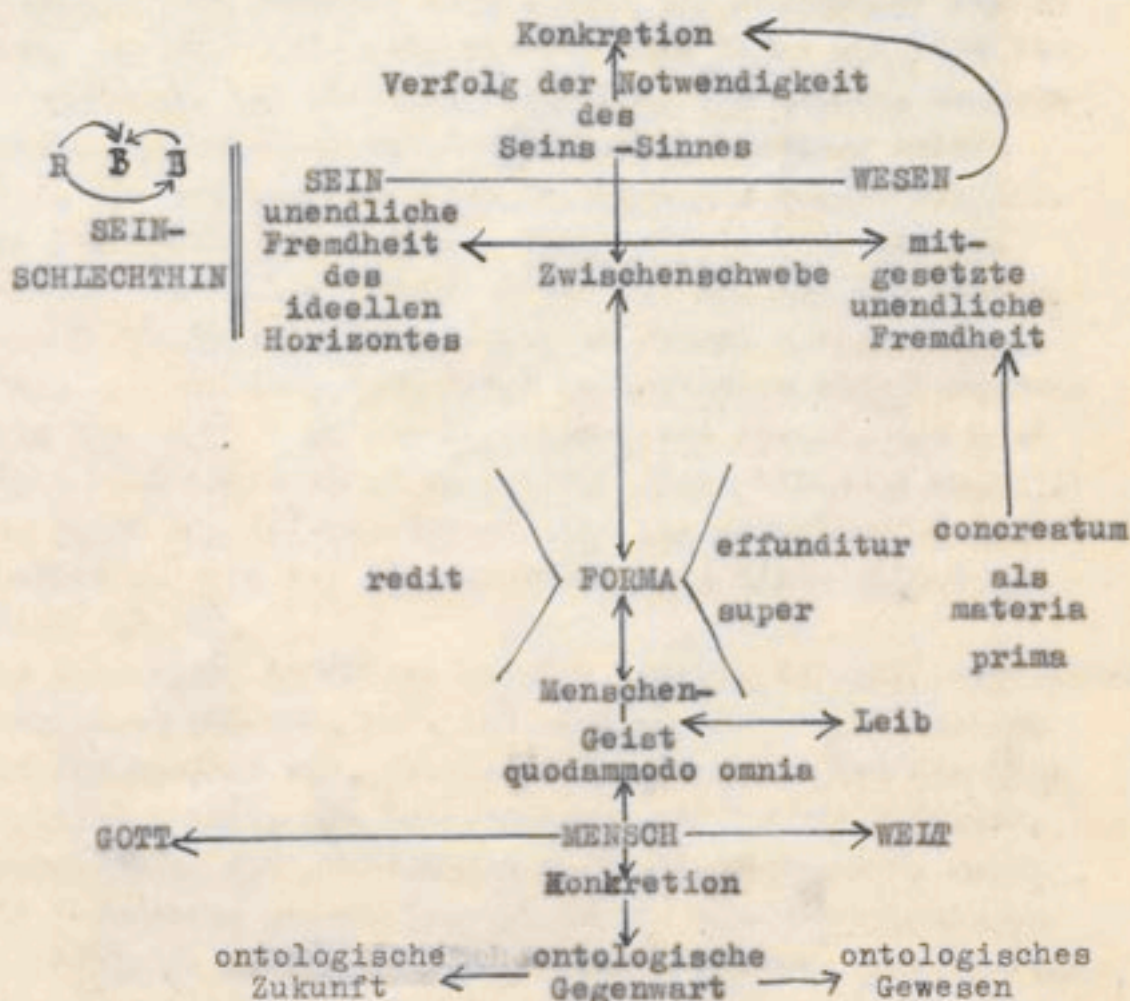 Konkretion
Verfolg der Notwendigkeit
des
Seins -Sinnes
R B I
SEIN-
SCHLECHTHIN
SEIN
WESEN
unendliche
Fremdheit
des
ideellen
Horizontes
Zwischenschwebe
mit-
gesetzte
unendliche
Fremdheit
redit
FORMA
effunditur
super
concreatum
als
materia
prima
Menschen-
Geist
quodammodo omnia
Leib
GOTT
MENSCH
WELT
Konkretion
ontologische
Zukunft
ontologische
Gegenwart
ontologisches
Gewesen